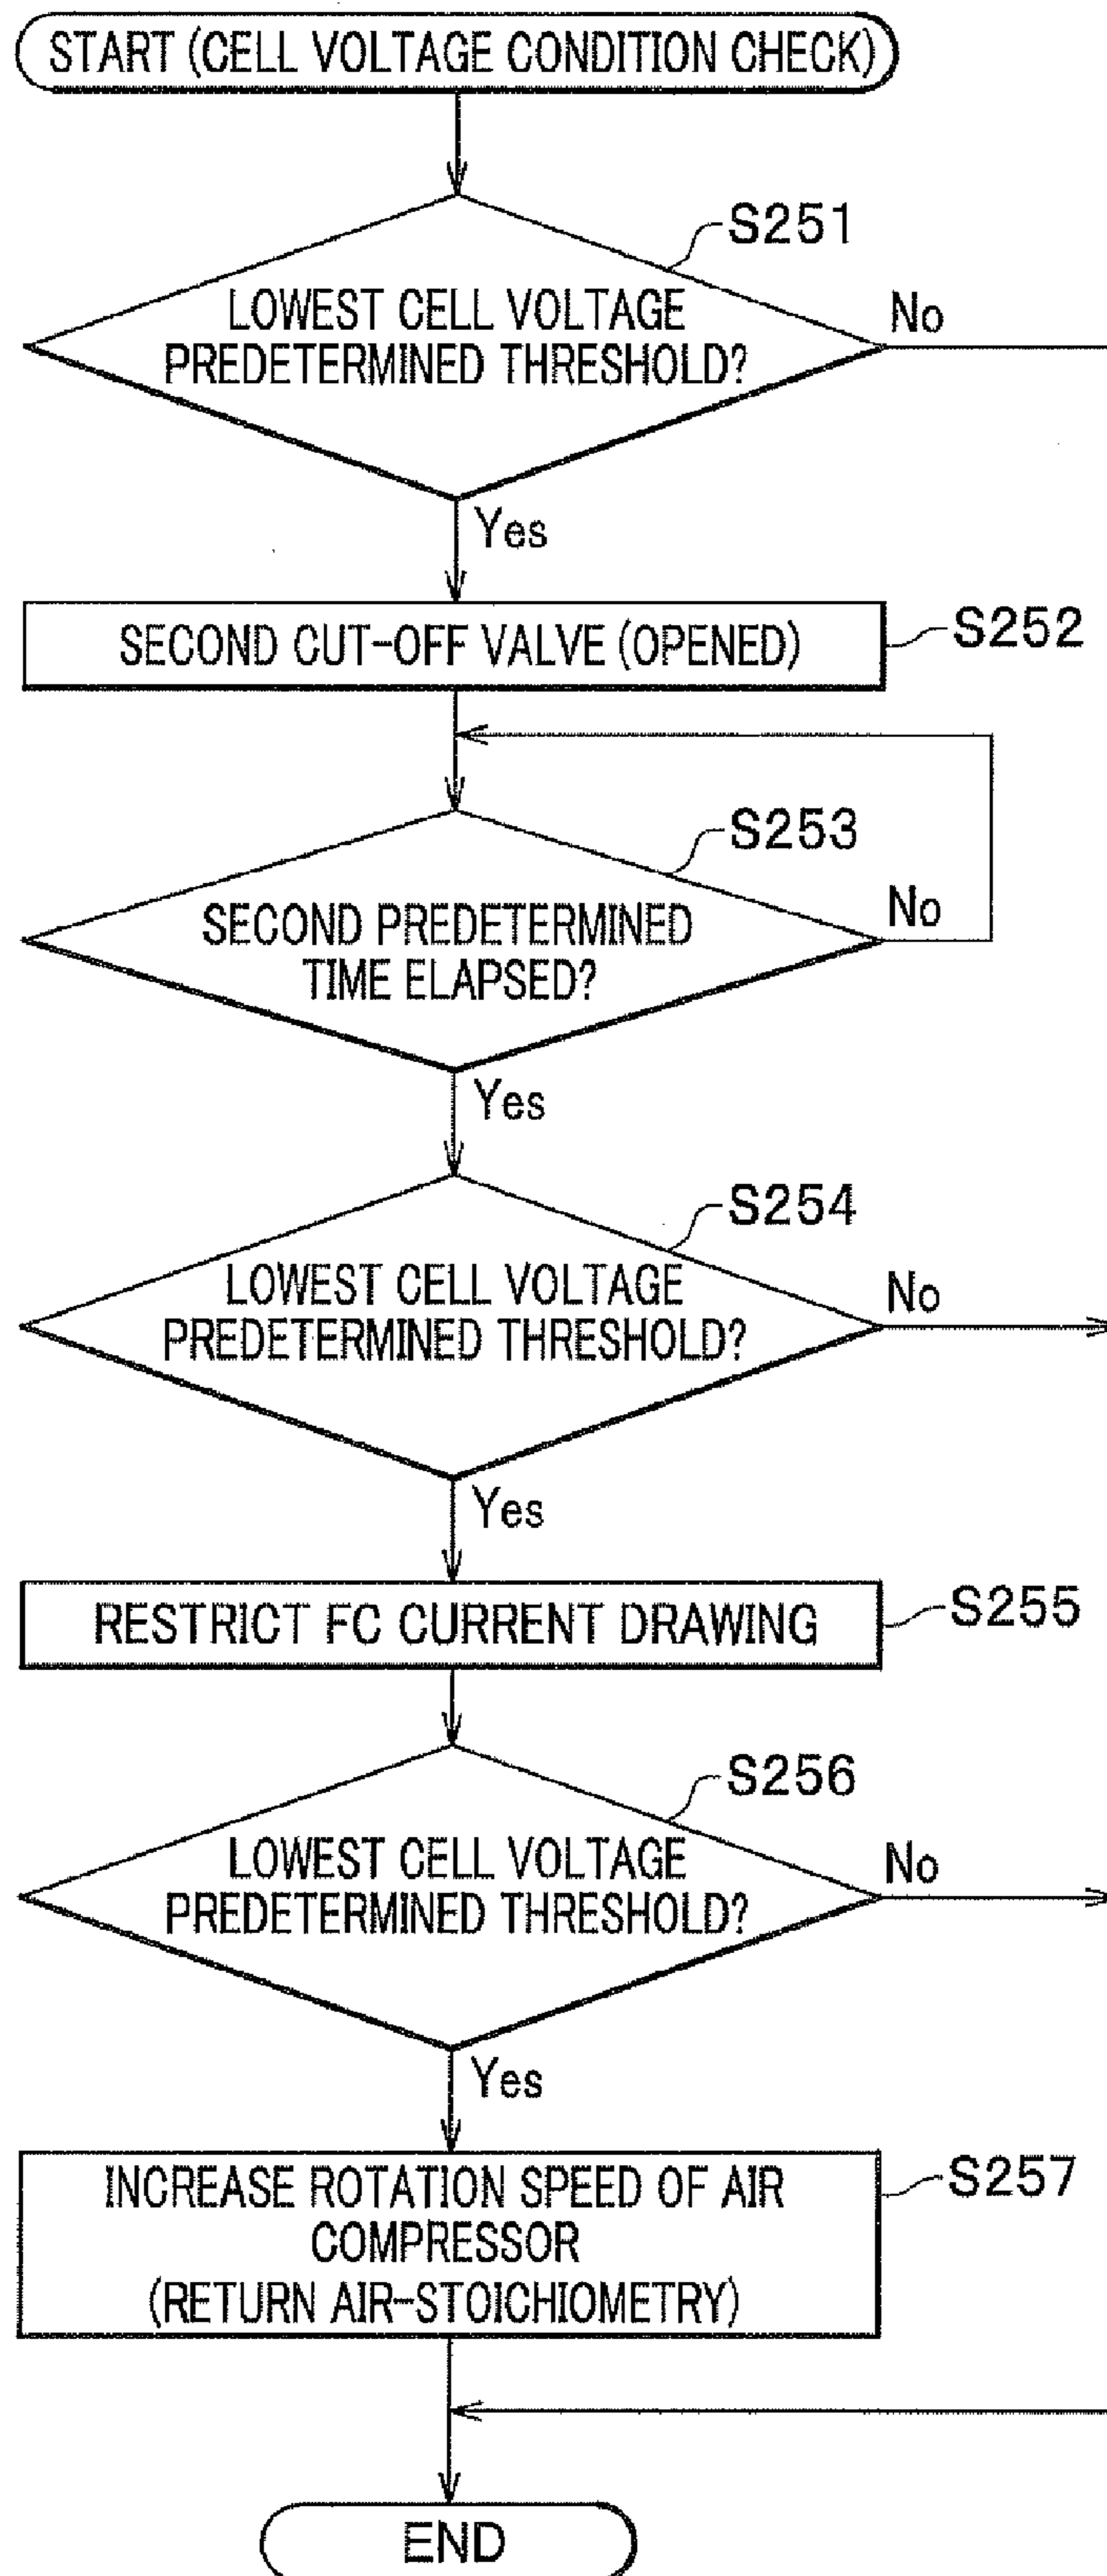 START (CELL VOLTAGE CONDITION CHECK)
S251
LOWEST CELL VOLTAGE
PREDETERMINED THRESHOLD?
No
Yes
SECOND CUT-OFF VALVE (OPENED)
S252
S253
SECOND PREDETERMINED
TIME ELAPSED?
No
Yes
S254
LOWEST CELL VOLTAGE
PREDETERMINED THRESHOLD?
No
Yes
RESTRICT FC CURRENT DRAWING
S255
S256
LOWEST CELL VOLTAGE
PREDETERMINED THRESHOLD?
No
Yes
INCREASE ROTATION SPEED OF AIR
COMPRESSOR
(RETURN AIR-STOICHIOMETRY)
S257
END